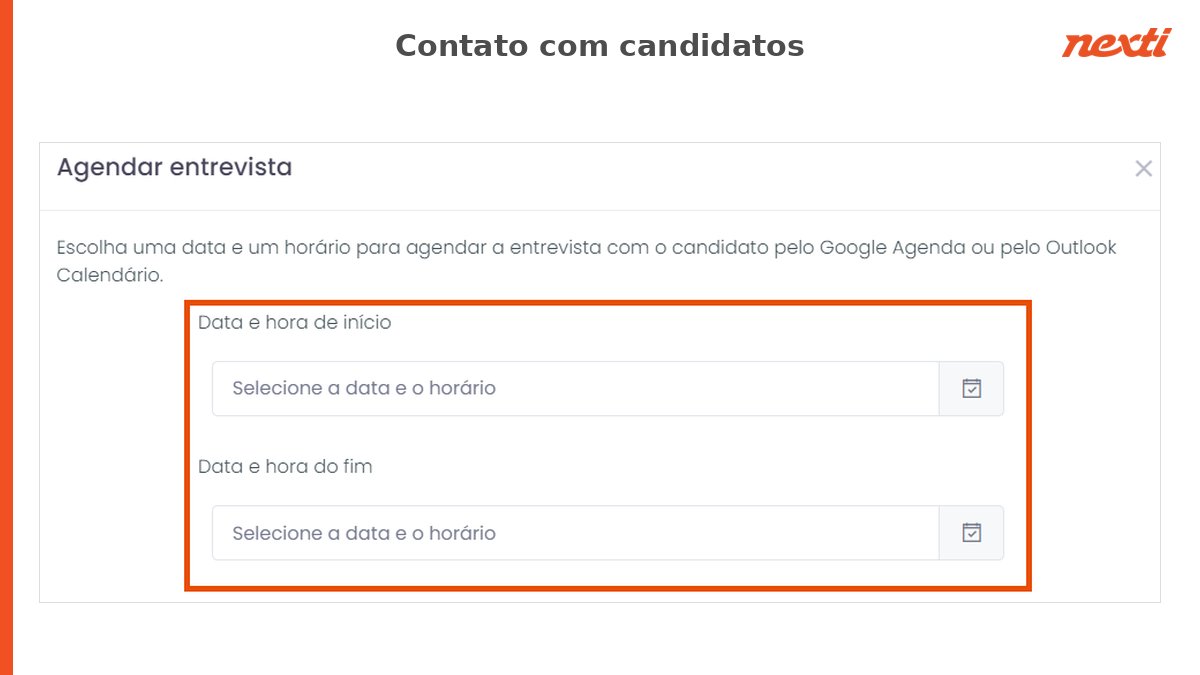 Contato com candidatos
nexti
Agendar entrevista
Escolha uma data e um horário para agendar a entrevista com o candidato pelo Google Agenda ou pelo Outlook
Calendário.
Data e hora de início
Selecione a data e o horário
Data e hora do fim
Selecione a data e o horário